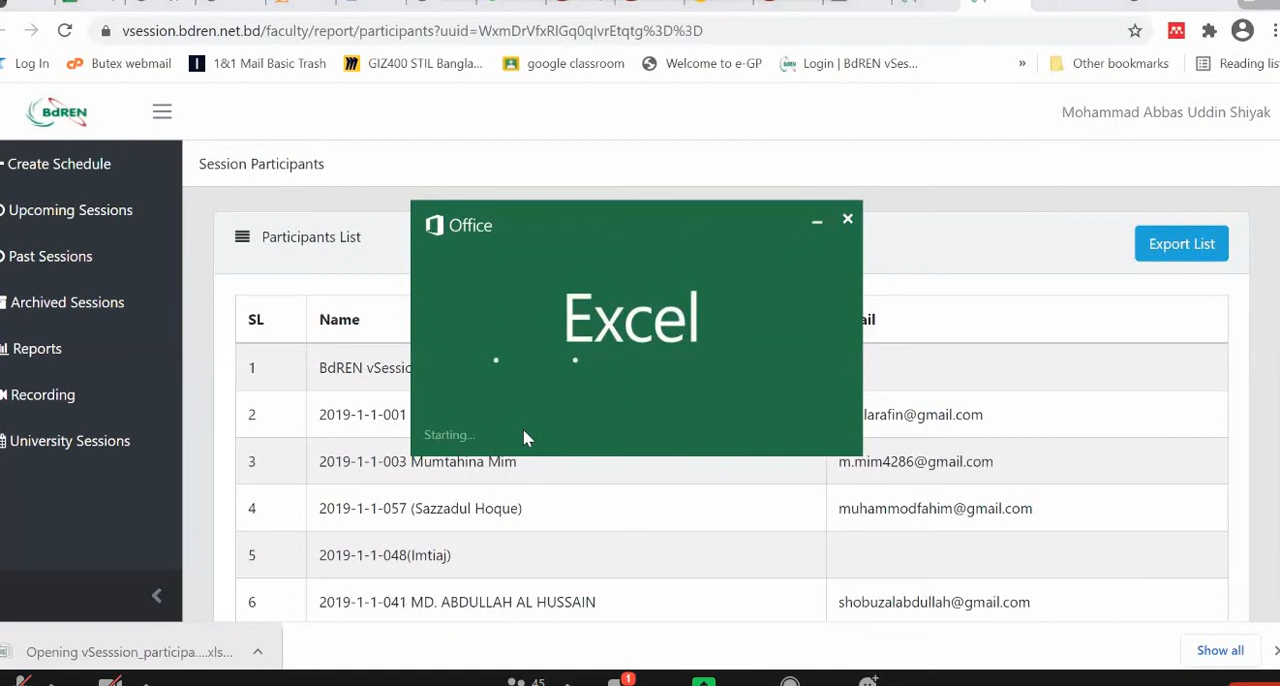 vsession.bdren.net.bd/faculty/report/participants?uuid=WxmDrVfxRlGq0qIvrEtqtg%3D%3D
Log In Butex webmail 1&1 Mail Basic Trash GIZ400 STIL Bangla... google classroom Welcome to e-GP Login | BdREN vSes... » Other bookmarks Reading list
BdREN Mohammad Abbas Uddin Shiyak
Create Schedule
Session Participants
Upcoming Sessions
Past Sessions
Archived Sessions
Reports
Recording
University Sessions
Participants List
Export List
SL Name ail
1 BdREN vSessio
2 2019-1-1-001 larafin@gmail.com
3 2019-1-1-003 Mumtahina Mim m.mim4286@gmail.com
4 2019-1-1-057 (Sazzadul Hoque) muhammodfahim@gmail.com
5 2019-1-1-048(Imtiaj)
6 2019-1-1-041 MD. ABDULLAH AL HUSSAIN shobuzalabdullah@gmail.com
Office
Excel
Starting...
Opening vSesssion_participa....xls... Show all
45 1